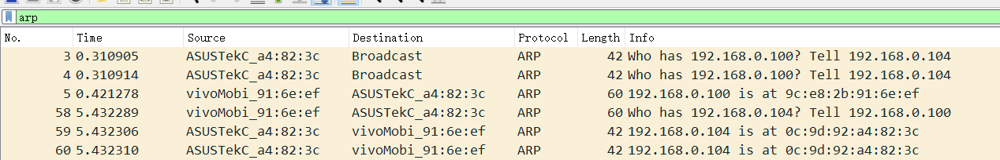 arp
No. Time Source Destination Protocol Length Info
3 0.310905 ASUSTekC_a4:82:3c Broadcast ARP 42 Who has 192.168.0.100? Tell 192.168.0.104
4 0.310914 ASUSTekC_a4:82:3c Broadcast ARP 42 Who has 192.168.0.100? Tell 192.168.0.104
5 0.421278 vivoMobi_91:6e:ef ASUSTekC_a4:82:3c ARP 60 192.168.0.100 is at 9c:e8:2b:91:6e:ef
58 5.432289 vivoMobi_91:6e:ef ASUSTekC_a4:82:3c ARP 60 Who has 192.168.0.104? Tell 192.168.0.100
59 5.432306 ASUSTekC_a4:82:3c vivoMobi_91:6e:ef ARP 42 192.168.0.104 is at 0c:9d:92:a4:82:3c
60 5.432310 ASUSTekC_a4:82:3c vivoMobi_91:6e:ef ARP 42 192.168.0.104 is at 0c:9d:92:a4:82:3c